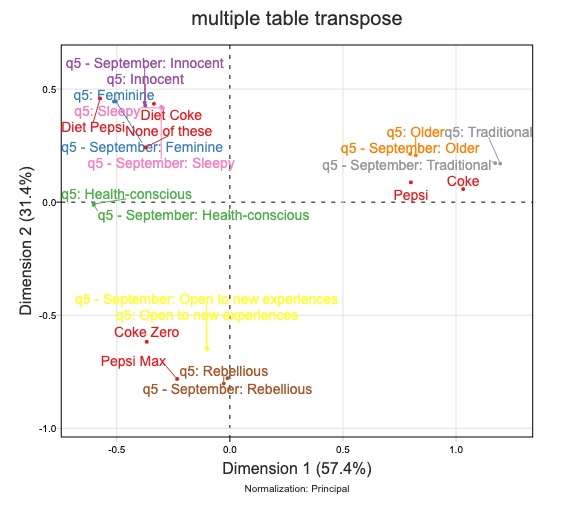 multiple table transpose
q5 - September: Innocent
q5: Innocent
q5: Feminine
q5: Sleepy
Diet Coke
Diet Pepsi
None of these
q5 - September: Feminine
q5 - September: Sleepy
q5: Older
q5: Traditional
q5 - September: Older
q5 - September: Traditional
Coke
Pepsi
q5: Health-conscious
q5 - September: Health-conscious
q5 - September: Open to new experiences
q5: Open to new experiences
Coke Zero
Pepsi Max
q5: Rebellious
q5 - September: Rebellious
0.5
0.0
-0.5
-1.0
Dimension 2 (31.4%)
-0.5 0.0 0.5 1.0
Dimension 1 (57.4%)
Normalization: Principal